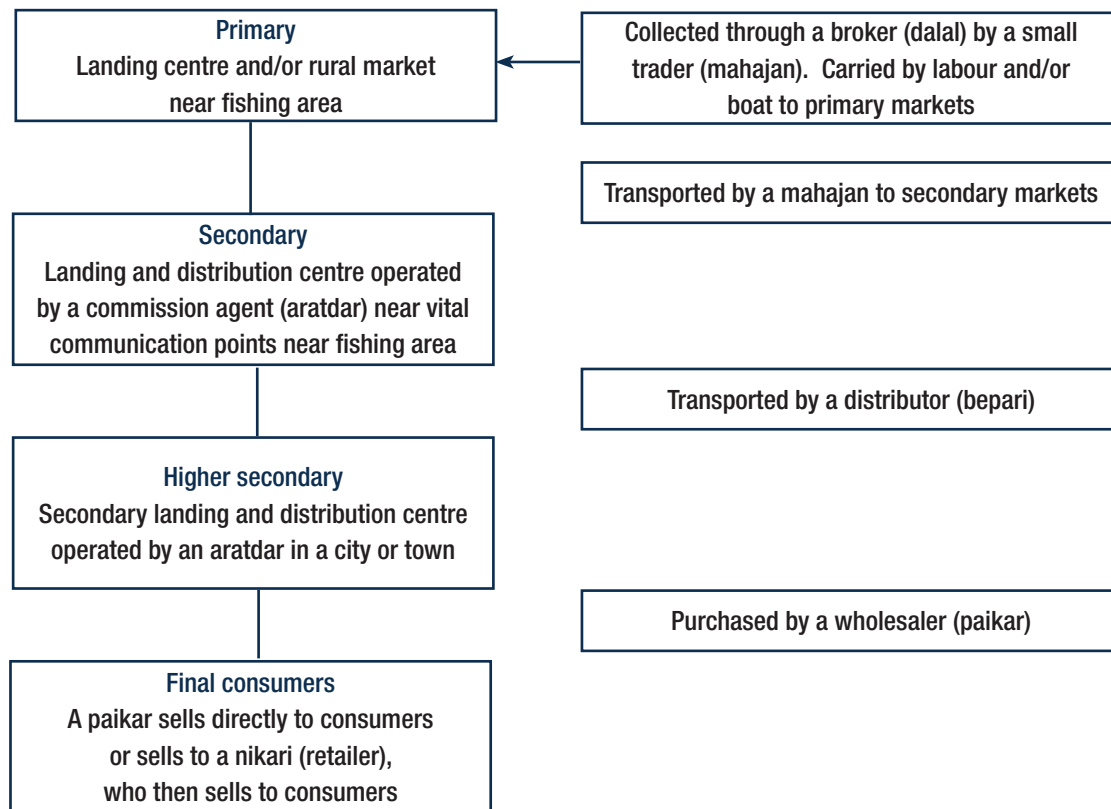 Primary
Landing centre and/or rural market
near fishing area
Collected through a broker (dalal) by a small
trader (mahajan). Carried by labour and/or
boat to primary markets
Transported by a mahajan to secondary markets
Secondary
Landing and distribution centre operated
by a commission agent (aratdar) near vital
communication points near fishing area
Transported by a distributor (bepari)
Higher secondary
Secondary landing and distribution centre
operated by an aratdar in a city or town
Purchased by a wholesaler (paikar)
Final consumers
A paikar sells directly to consumers
or sells to a nikari (retailer),
who then sells to consumers